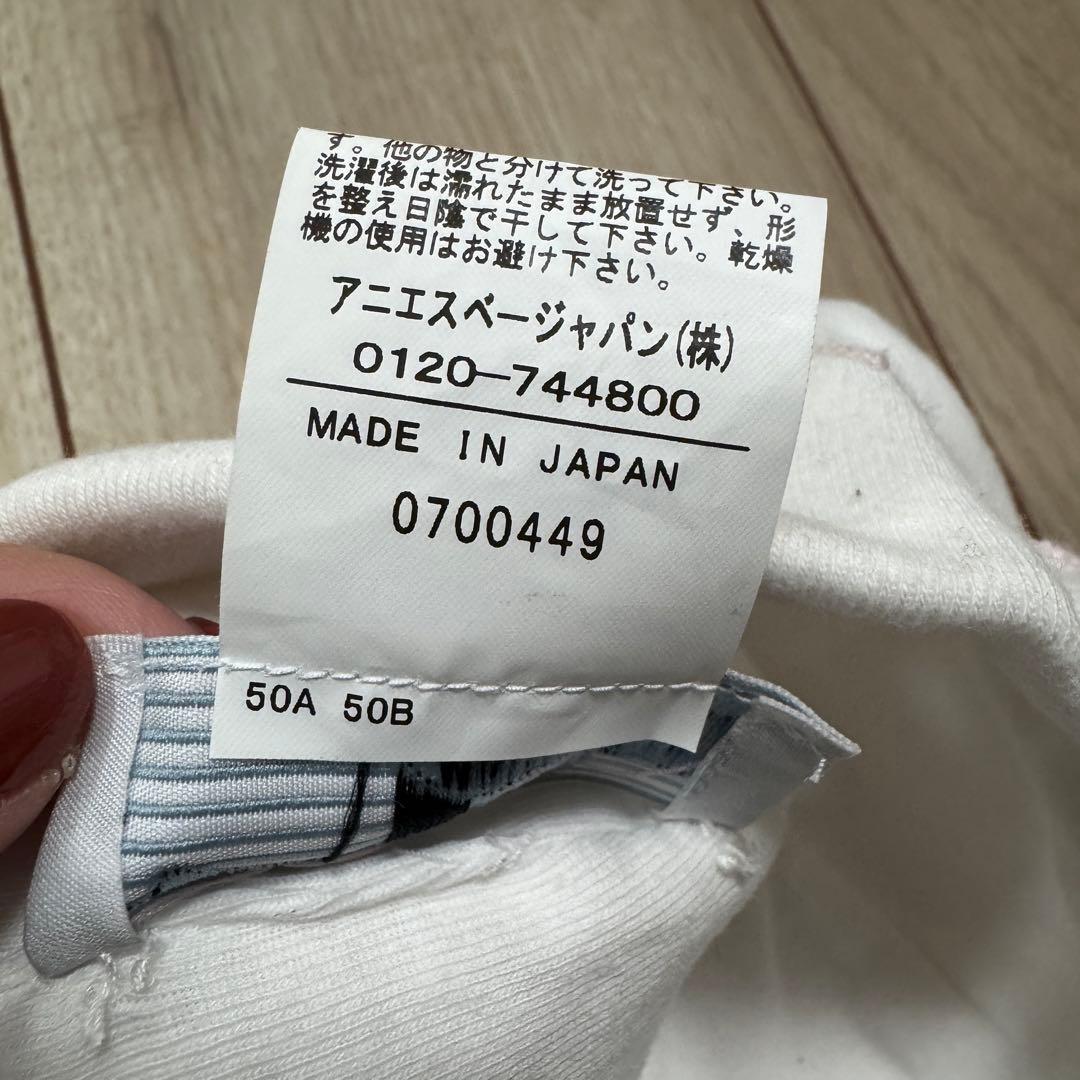 す。他の物と分けて洗って下さい。
洗濯後は濡れたまま放置せず、形
を整え日陰で干して下さい。乾燥
機の使用はお避け下さい。
アニエスベージャパン(株)
0120-744800
MADE IN JAPAN
0700449
50A 50B